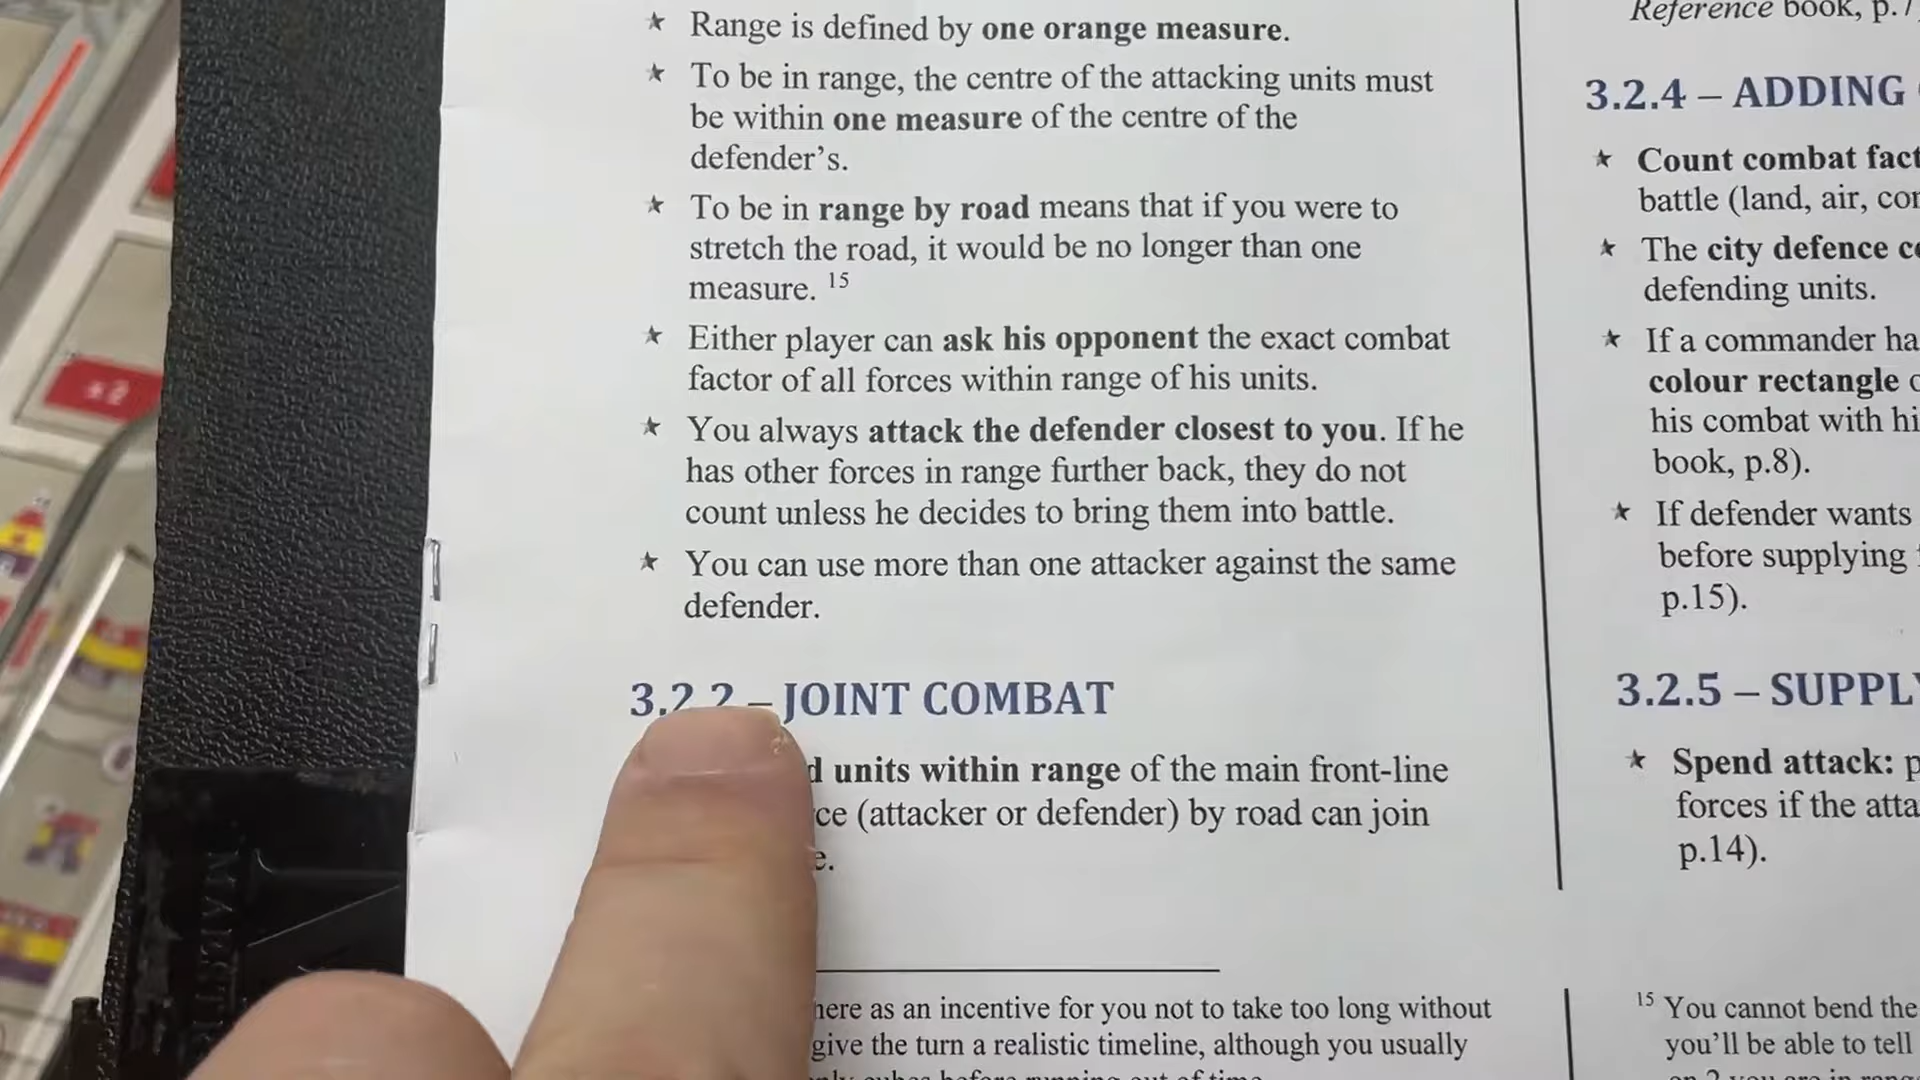 ★ Range is defined by one orange measure.
★ To be in range, the centre of the attacking units must
be within one measure of the centre of the
defender's.
★ To be in range by road means that if you were to
stretch the road, it would be no longer than one
measure. 15
★ Either player can ask his opponent the exact combat
factor of all forces within range of his units.
★ You always attack the defender closest to you. If he
has other forces in range further back, they do not
count unless he decides to bring them into battle.
★ You can use more than one attacker against the same
defender.
3.2.2 – JOINT COMBAT
units within range of the main front-line
(attacker or defender) by road can join
here as an incentive for you not to take too long without
give the turn a realistic timeline, although you usually
Reference book, p.7
3.2.4 – ADDING
★ Count combat
battle (land, air,
★ The city defence
defending units.
★ If a commander
colour rectangle
his combat with
book, p.8).
★ If defender wants
before supplying
p.15).
3.2.5 –
★ Spend attack:
forces if the
p.14).
15 You cannot bend the
you'll be able to tell
x2